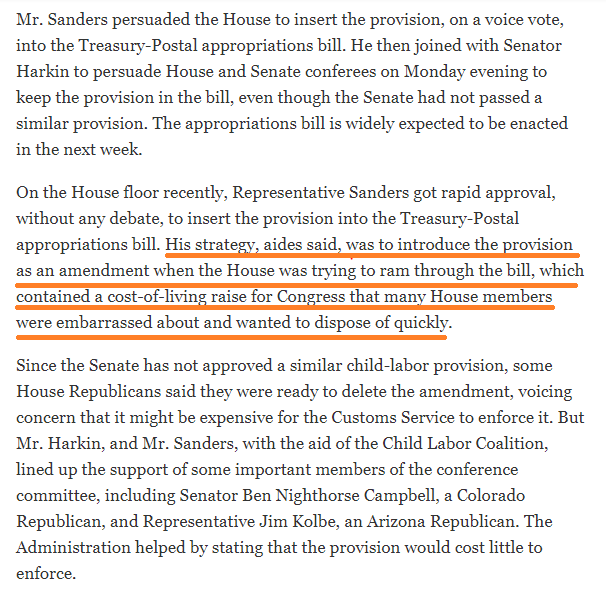 Mr. Sanders persuaded the House to insert the provision, on a voice vote,
into the Treasury-Postal appropriations bill. He then joined with Senator
Harkin to persuade House and Senate conferees on Monday evening to
keep the provision in the bill, even though the Senate had not passed a
similar provision. The appropriations bill is widely expected to be enacted
in the next week.
On the House floor recently, Representative Sanders got rapid approval,
without any debate, to insert the provision into the Treasury-Postal
appropriations bill. His strategy, aides said, was to introduce the provision
as an amendment when the House was trying to ram through the bill, which
contained a cost-of-living raise for Congress that many House members
were embarrassed about and wanted to dispose of quickly.
Since the Senate has not approved a similar child-labor provision, some
House Republicans said they were ready to delete the amendment, voicing
concern that it might be expensive for the Customs Service to enforce it. But
Mr. Harkin, and Mr. Sanders, with the aid of the Child Labor Coalition,
lined up the support of some important members of the conference
committee, including Senator Ben Nighthorse Campbell, a Colorado
Republican, and Representative Jim Kolbe, an Arizona Republican. The
Administration helped by stating that the provision would cost little to
enforce.